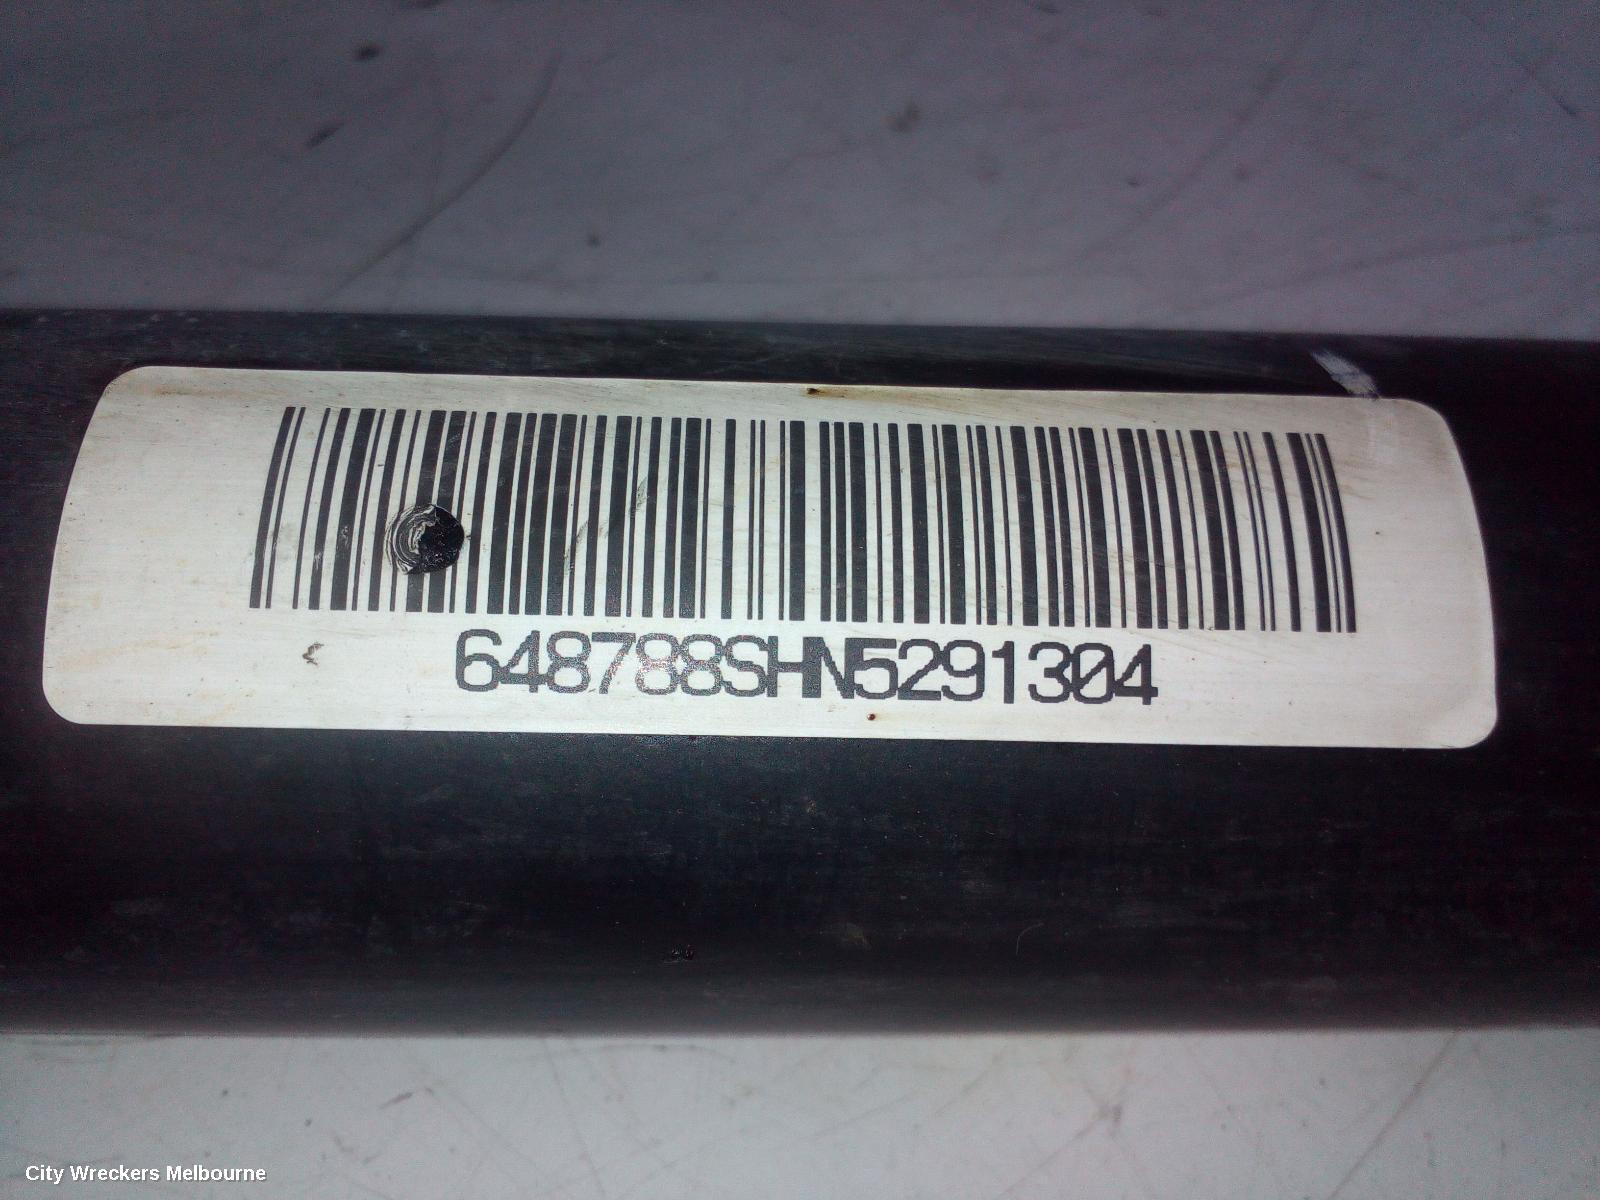 648788SHN5291304
City Wreckers Melbourne